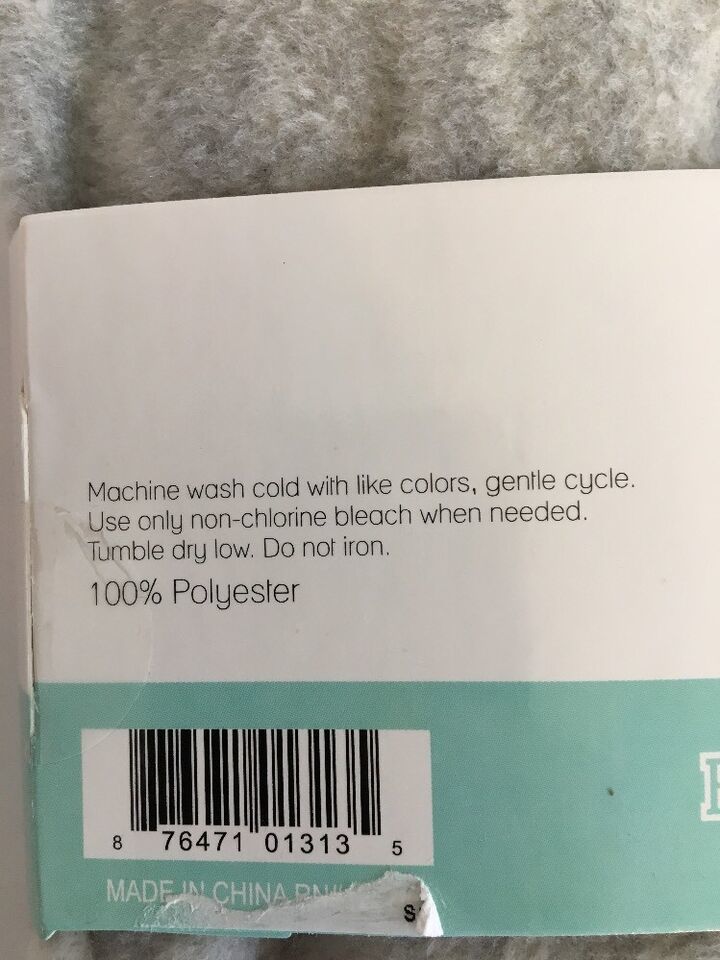 Machine wash cold with like colors, gentle cycle.
Use only non-chlorine bleach when needed.
Tumble dry low. Do not iron.
100% Polyester
8 76471 01313 5
MADE IN CHINA